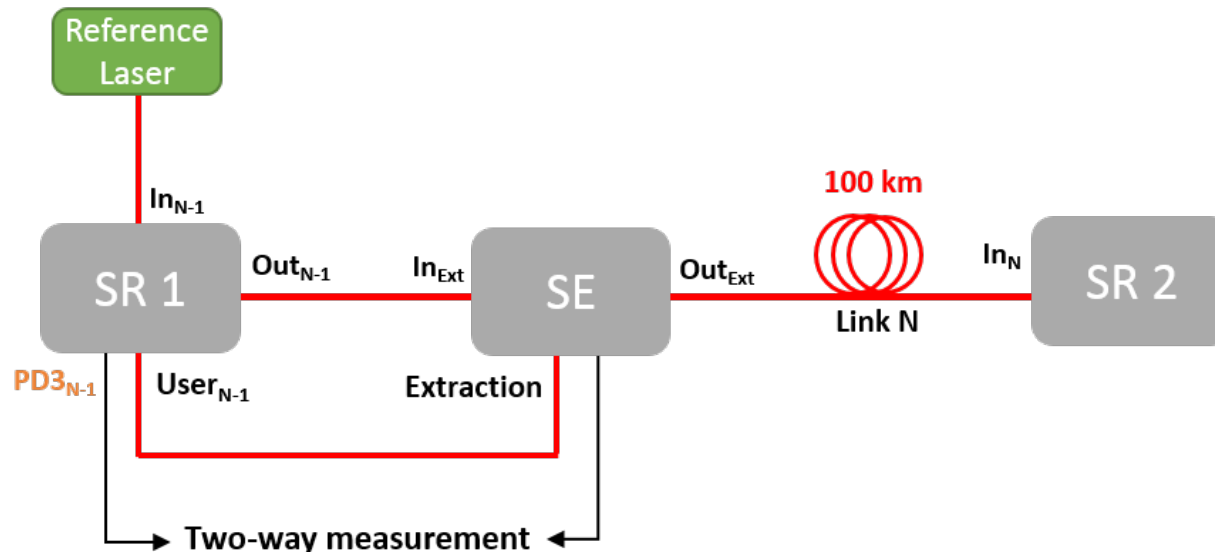 Reference
Laser
In_N-1
100 km
SR 1
Out_N-1
In_Ext
SE
Out_Ext
In_N
SR 2
Link N
PD3_N-1
User_N-1
Extraction
Two-way measurement